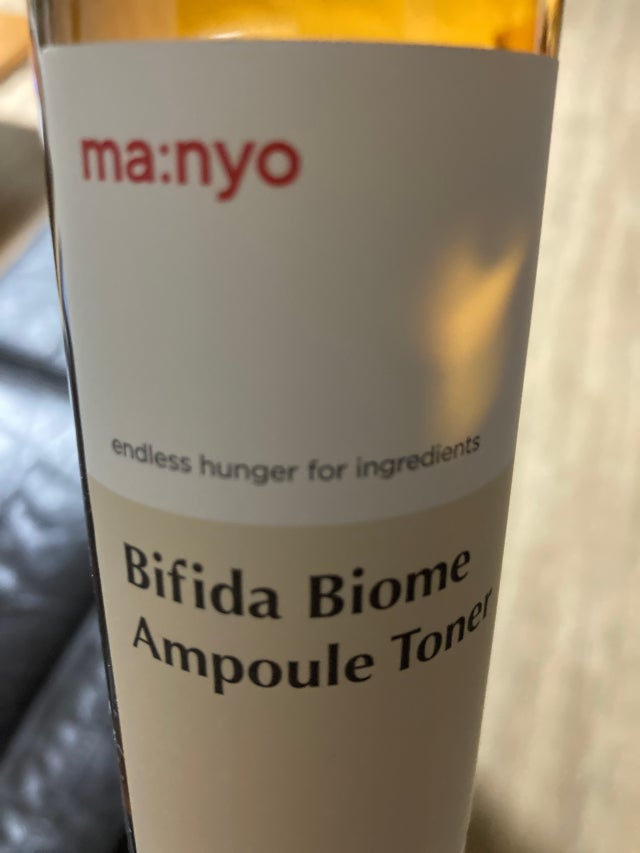 ma:nyo
endless hunger for ingredients
Bifida Biome
Ampoule Toner